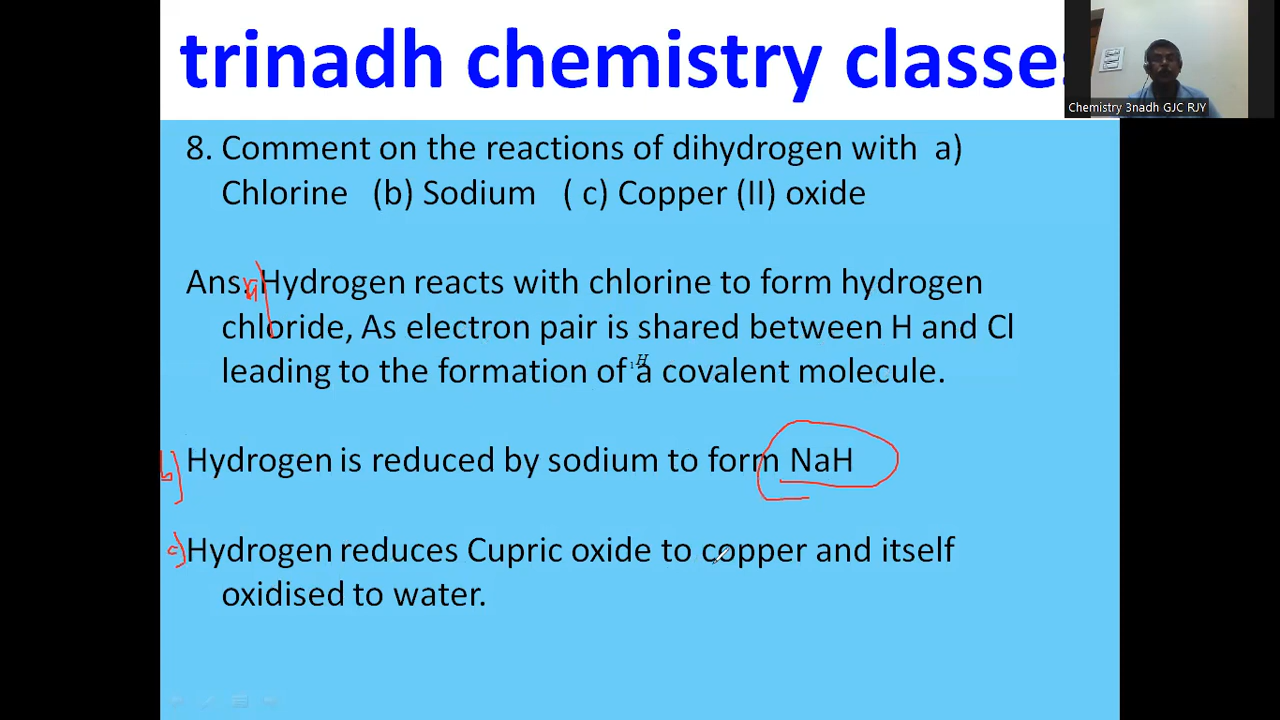 trinadh chemistry classes
Chemistry 3nadh GJC RJY
8. Comment on the reactions of dihydrogen with a)
Chlorine (b) Sodium ( c) Copper (II) oxide
Ans. a) Hydrogen reacts with chlorine to form hydrogen
chloride, As electron pair is shared between H and Cl
leading to the formation of a covalent molecule.
1H
b) Hydrogen is reduced by sodium to form NaH
c) Hydrogen reduces Cupric oxide to copper and itself
oxidised to water.